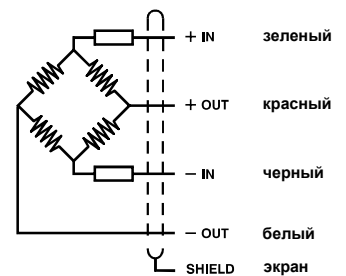 + IN зеленый
+ OUT красный
− IN черный
− OUT белый
SHIELD экран